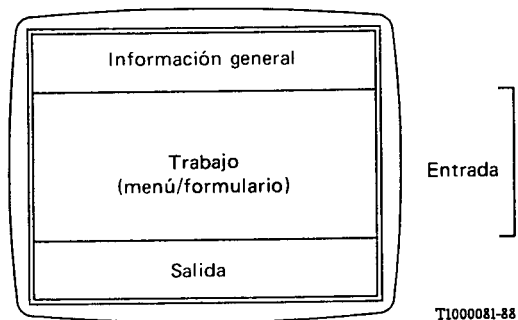 Información general
Trabajo
(menú/formulario)
Entrada
Salida
T1000081-88